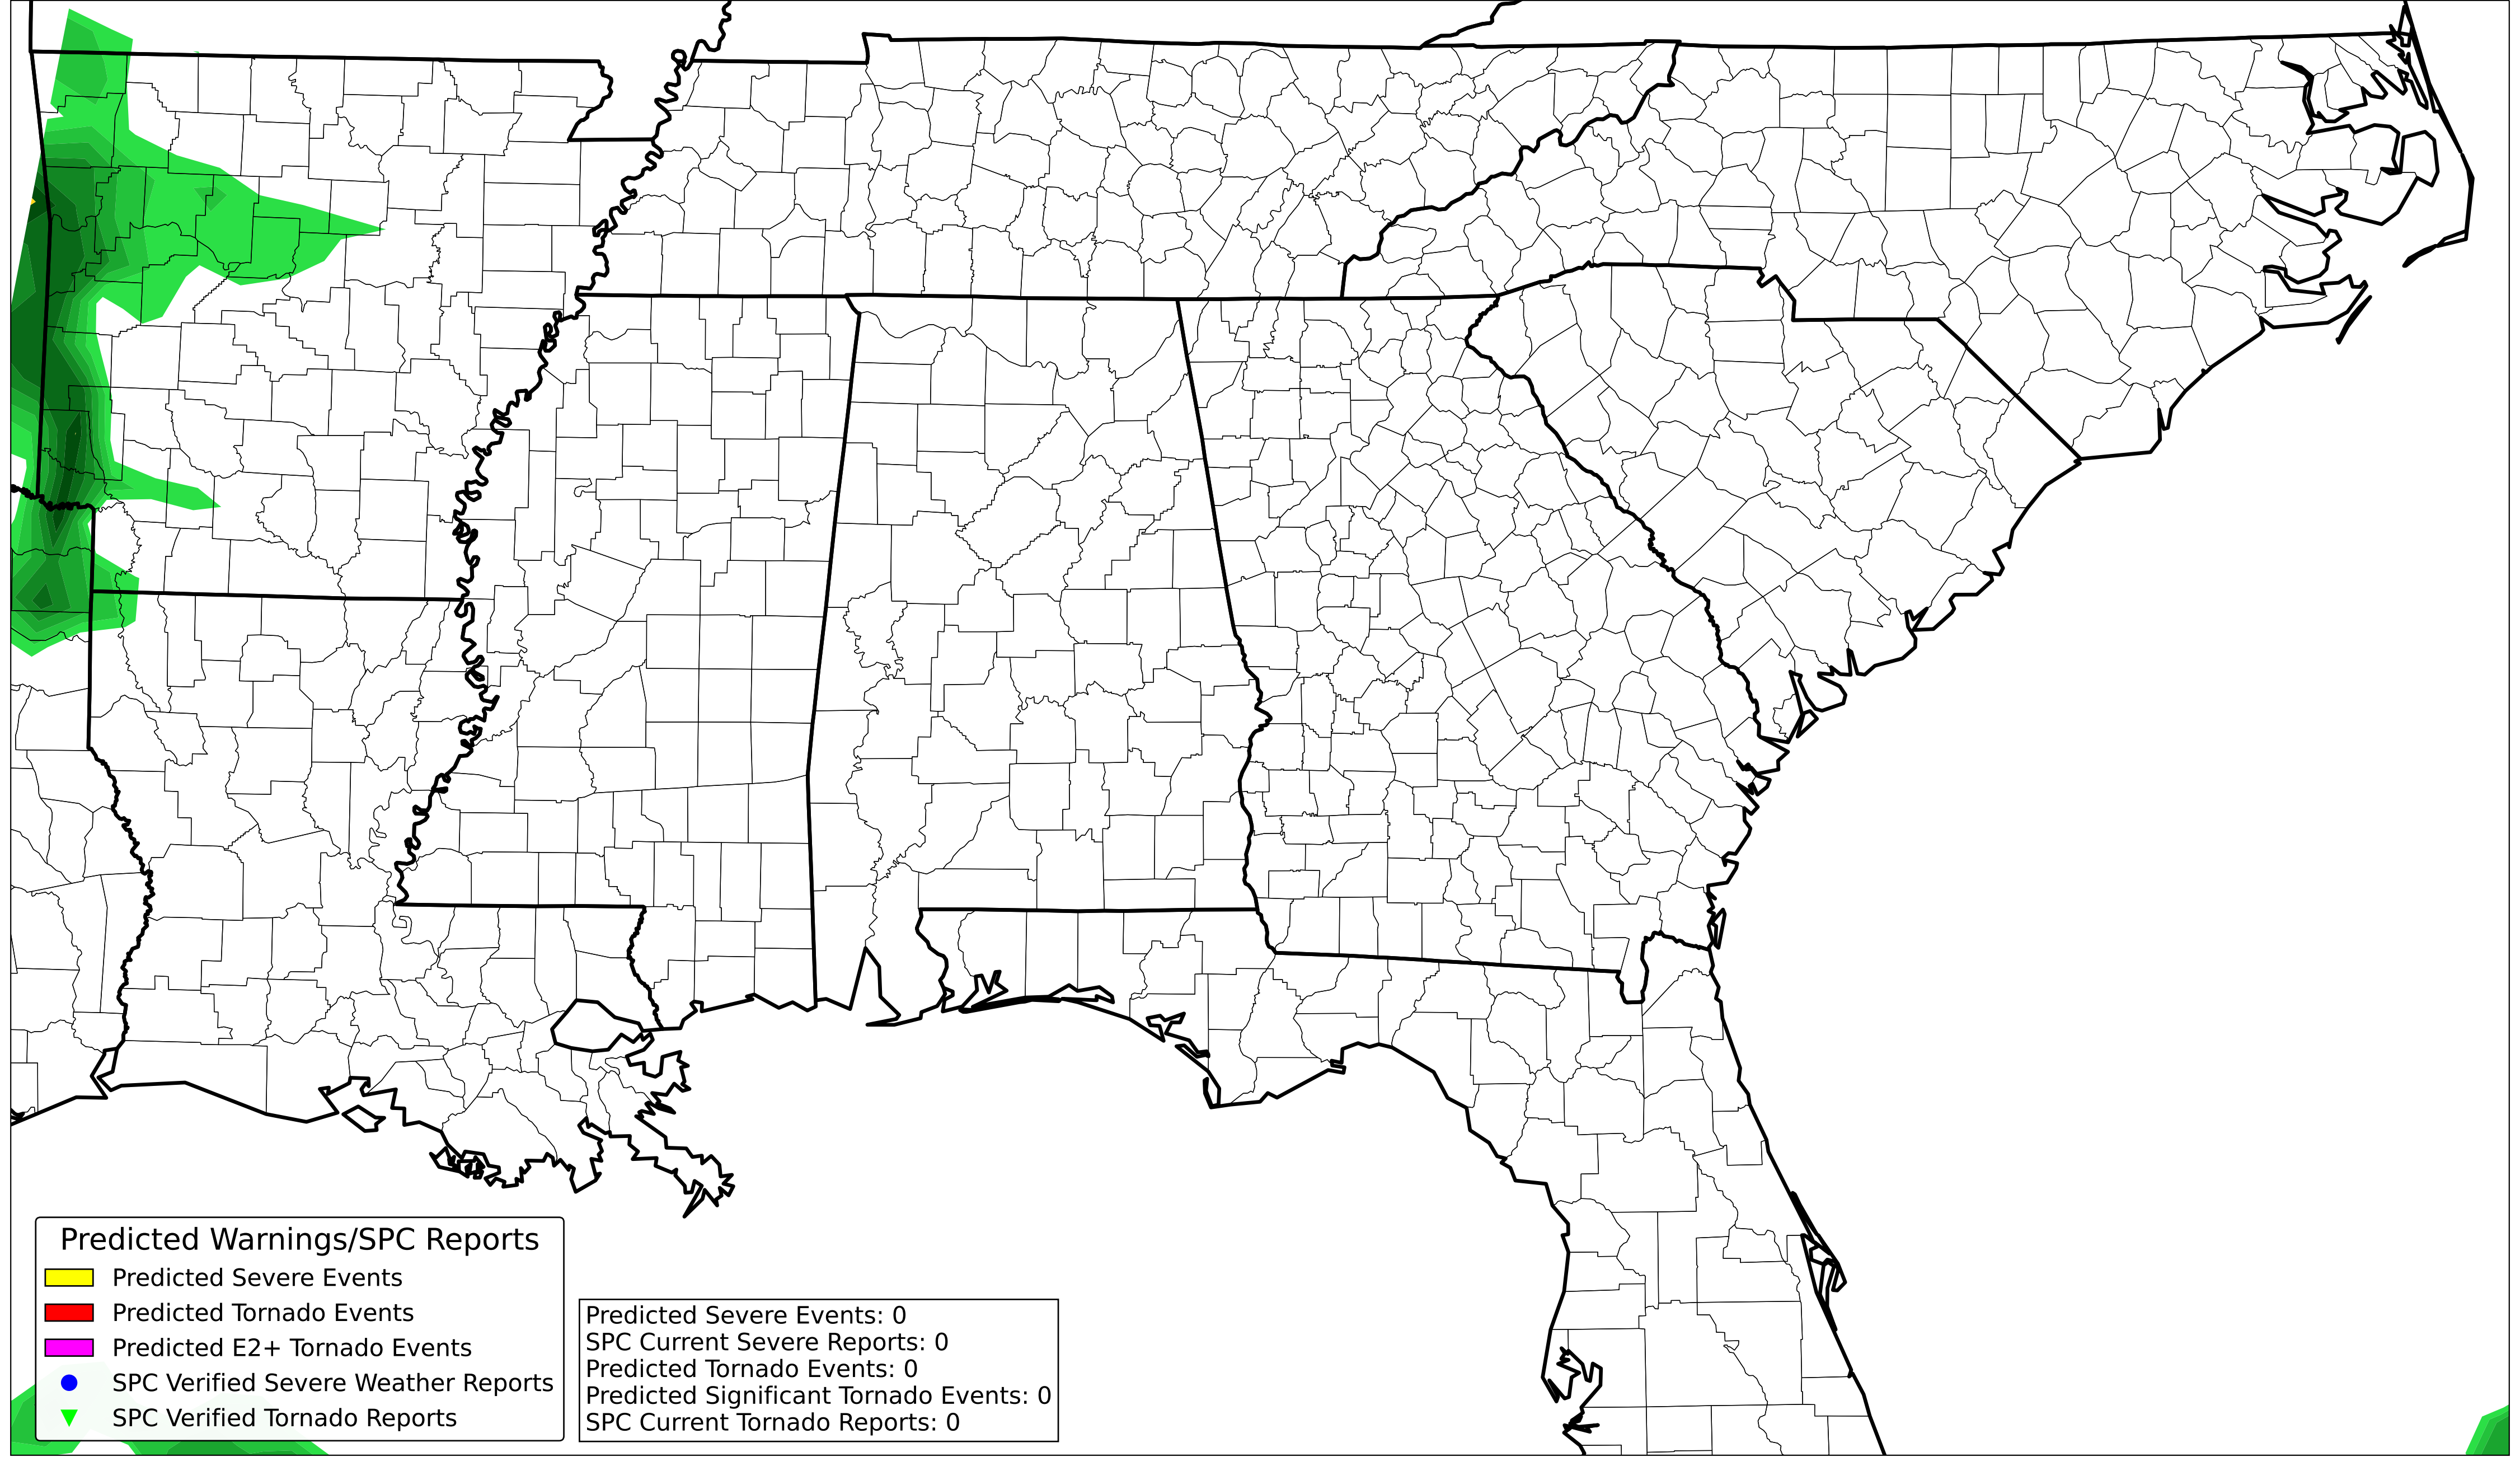 Predicted Warnings/SPC Reports
Predicted Severe Events
Predicted Tornado Events
Predicted E2+ Tornado Events
SPC Verified Severe Weather Reports
SPC Verified Tornado Reports
Predicted Severe Events: 0
SPC Current Severe Reports: 0
Predicted Tornado Events: 0
Predicted Significant Tornado Events: 0
SPC Current Tornado Reports: 0